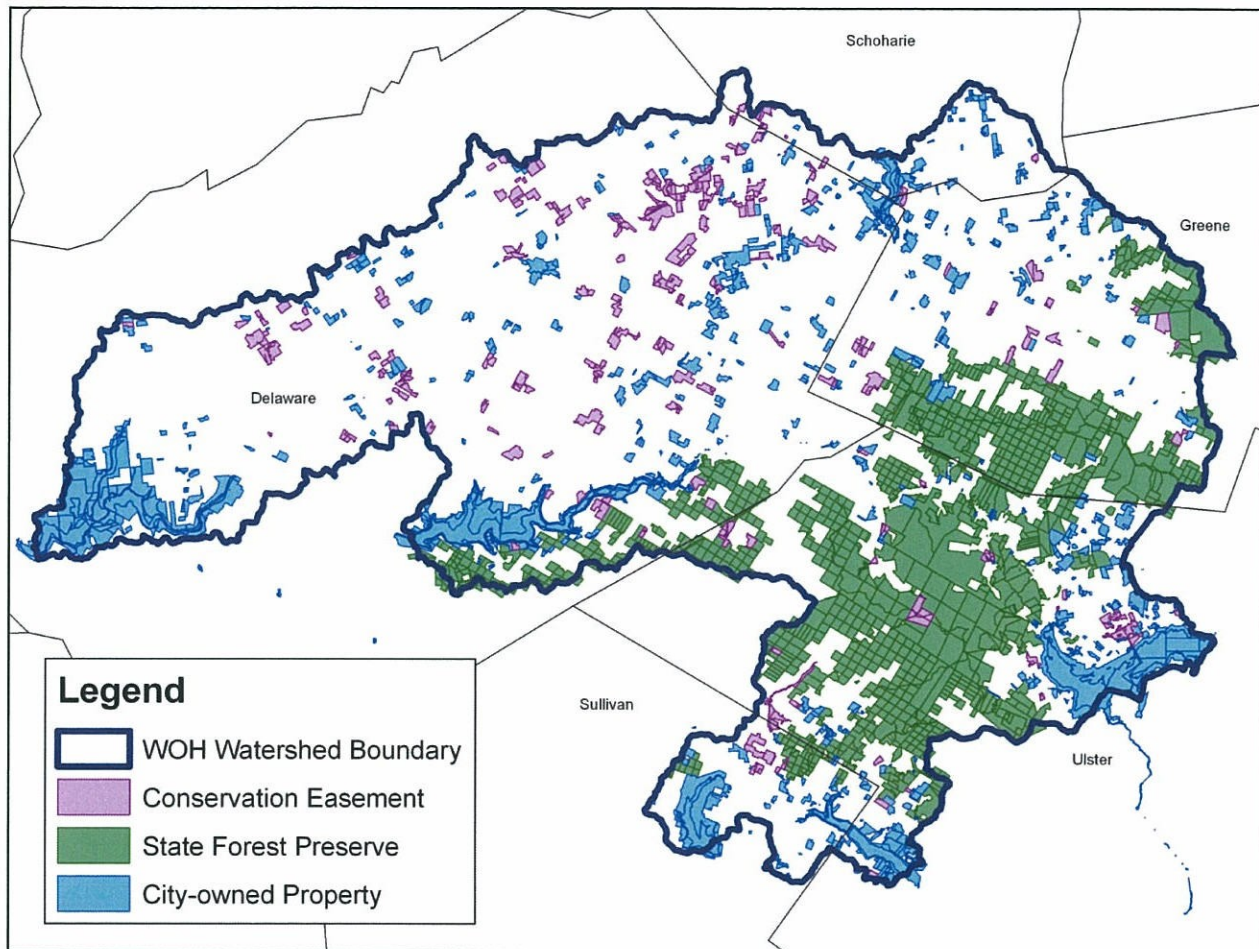 Schoharie
Greene
Delaware
Sullivan
Ulster
Legend
WOH Watershed Boundary
Conservation Easement
State Forest Preserve
City-owned Property